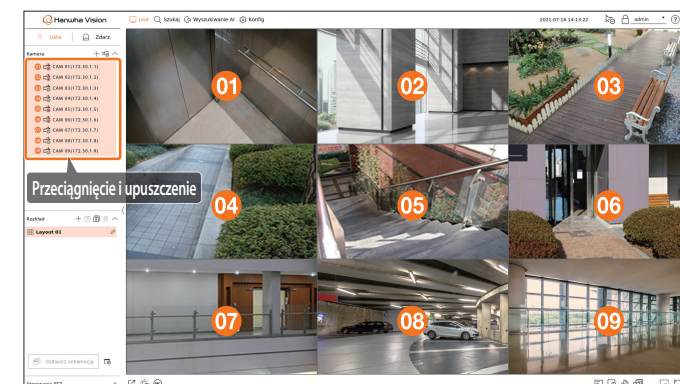 Hanwha Vision
Live
Szukaj
Wyszukiwanie AI
Konfig
2021-07-16 14:13:22
admin
Lista
Zdarz.
Kamera
CAM 01(172.30.1.1)
CAM 02(172.30.1.2)
CAM 03(172.30.1.3)
CAM 04(172.30.1.4)
CAM 05(172.30.1.5)
CAM 06(172.30.1.6)
CAM 07(172.30.1.7)
CAM 08(172.30.1.8)
CAM 09(172.30.1.9)
Przeciągnięcie i upuszczenie
Rozkład
Layout 01
Odtwórz sekwencję
01
02
03
04
05
06
07
08
09